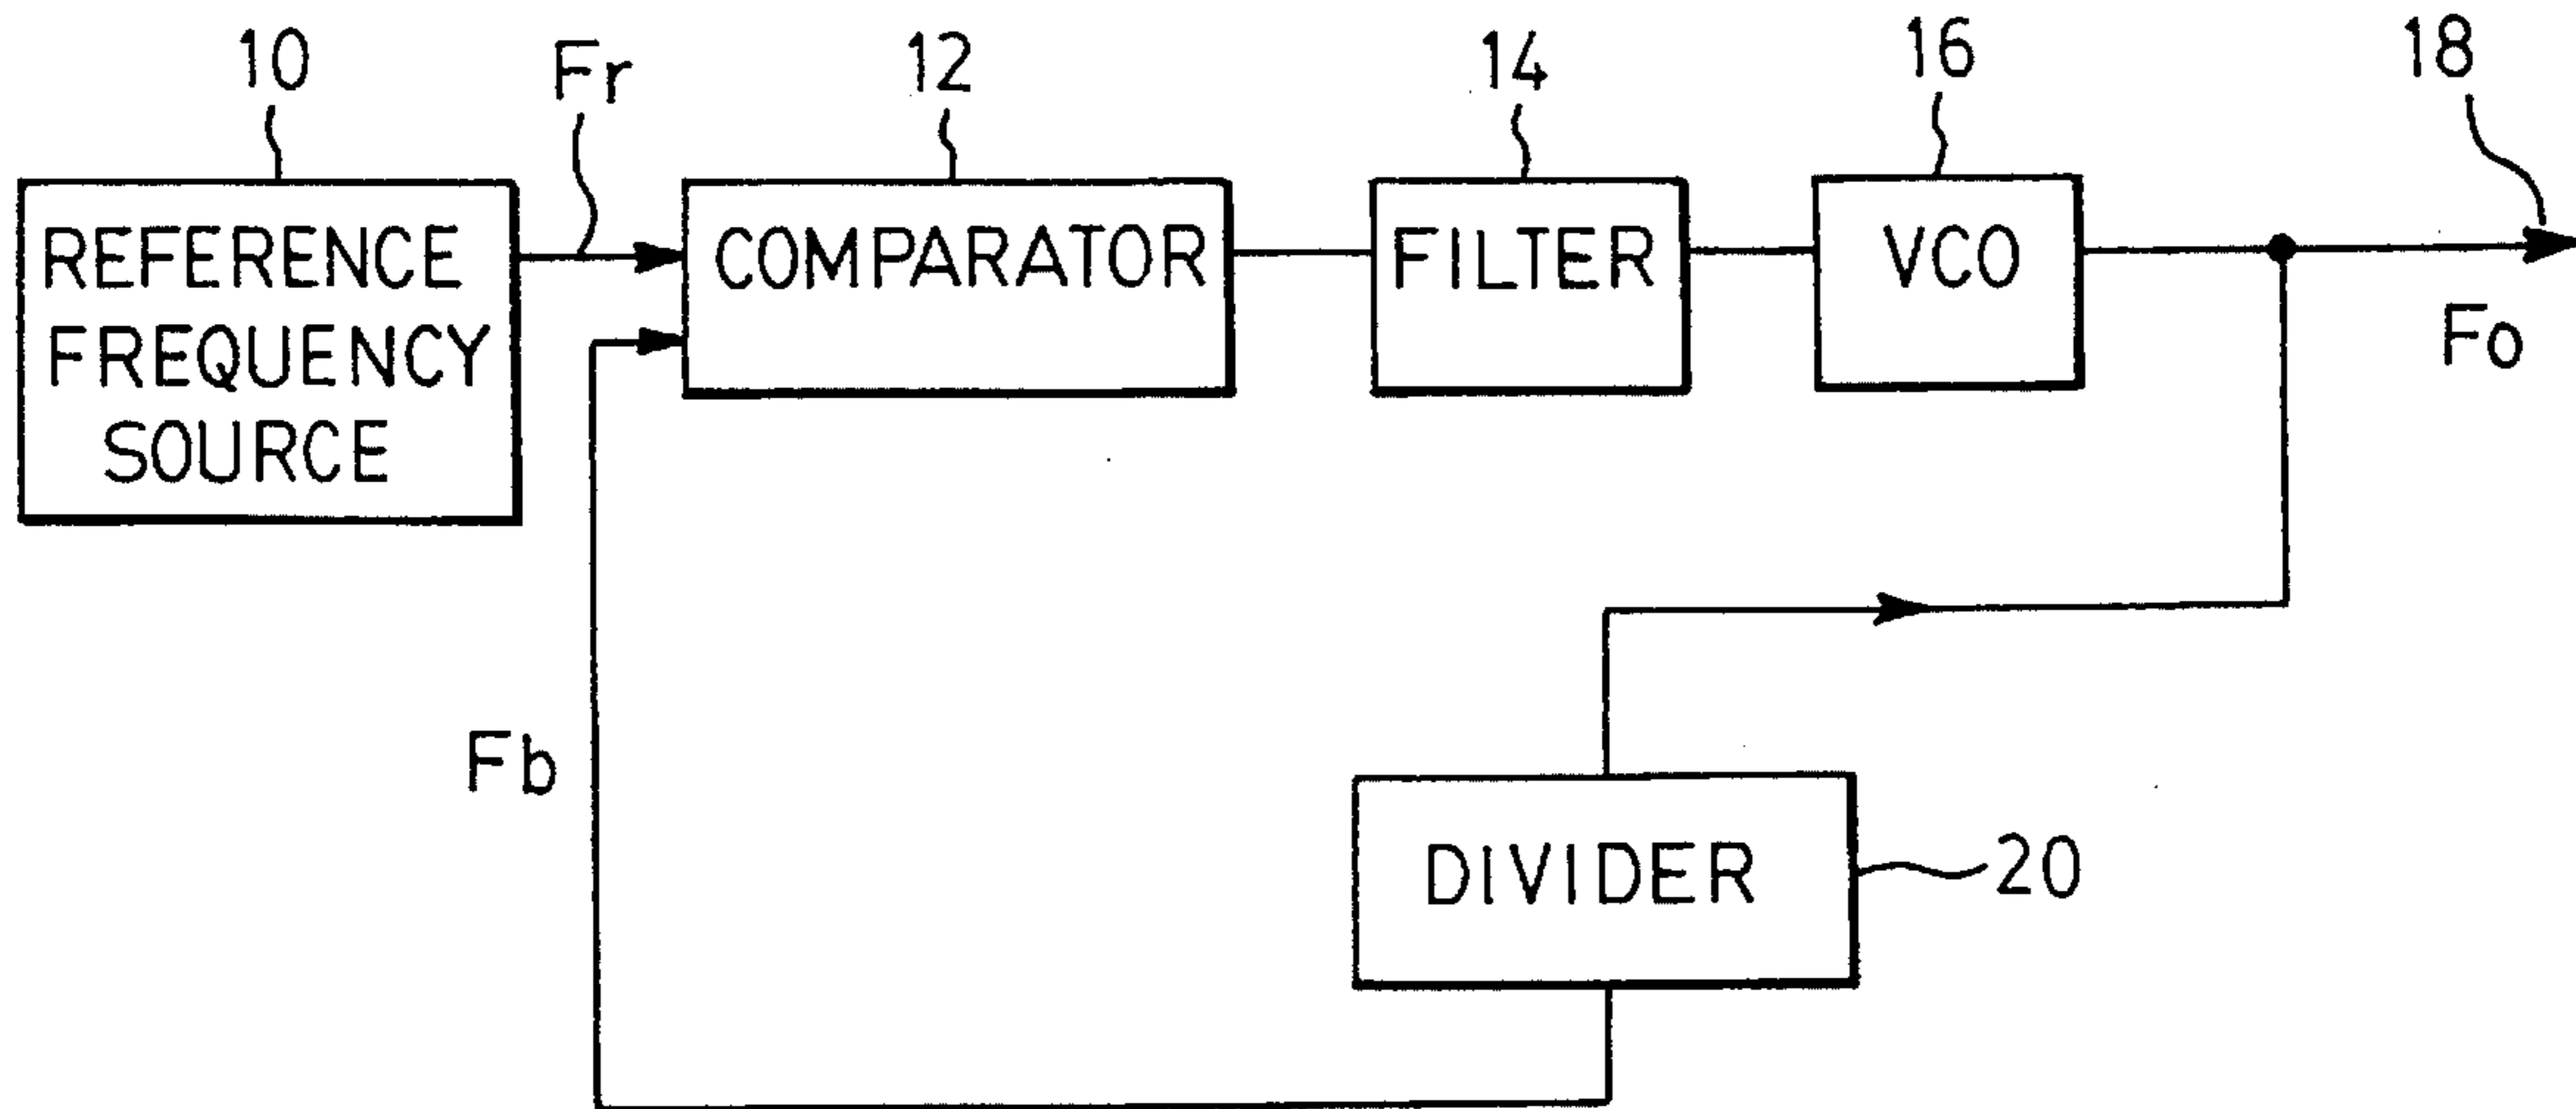 10
Fr
12
14
16
18
REFERENCE
FREQUENCY
SOURCE
COMPARATOR
FILTER
VCO
Fo
Fb
DIVIDER
20